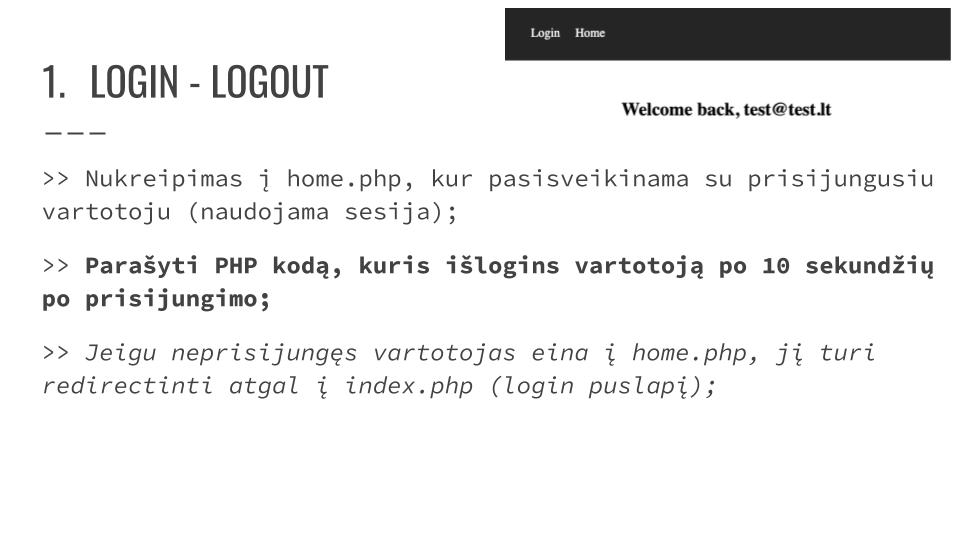 Login Home
1. LOGIN - LOGOUT
Welcome back, test@test.lt
>> Nukreipimas į home.php, kur pasisveikinama su prisijungusiu
vartotoju (naudojama sesija);
>> Parašyti PHP kodą, kuris išlogins vartotoją po 10 sekundžių
po prisijungimo;
>> Jeigu neprisijungęs vartotojas eina į home.php, jį turi
redirectinti atgal į index.php (login puslapį);